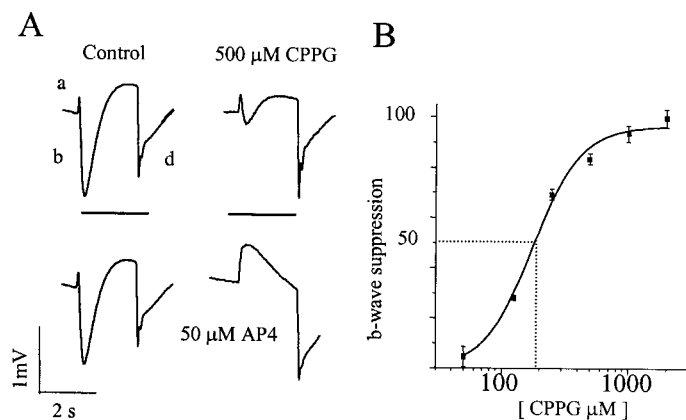 A
Control
500 µM CPPG
a
b
d
50 µM AP4
1mV
2 s
B
b-wave suppression
100
50
100
1000
[ CPPG µM ]